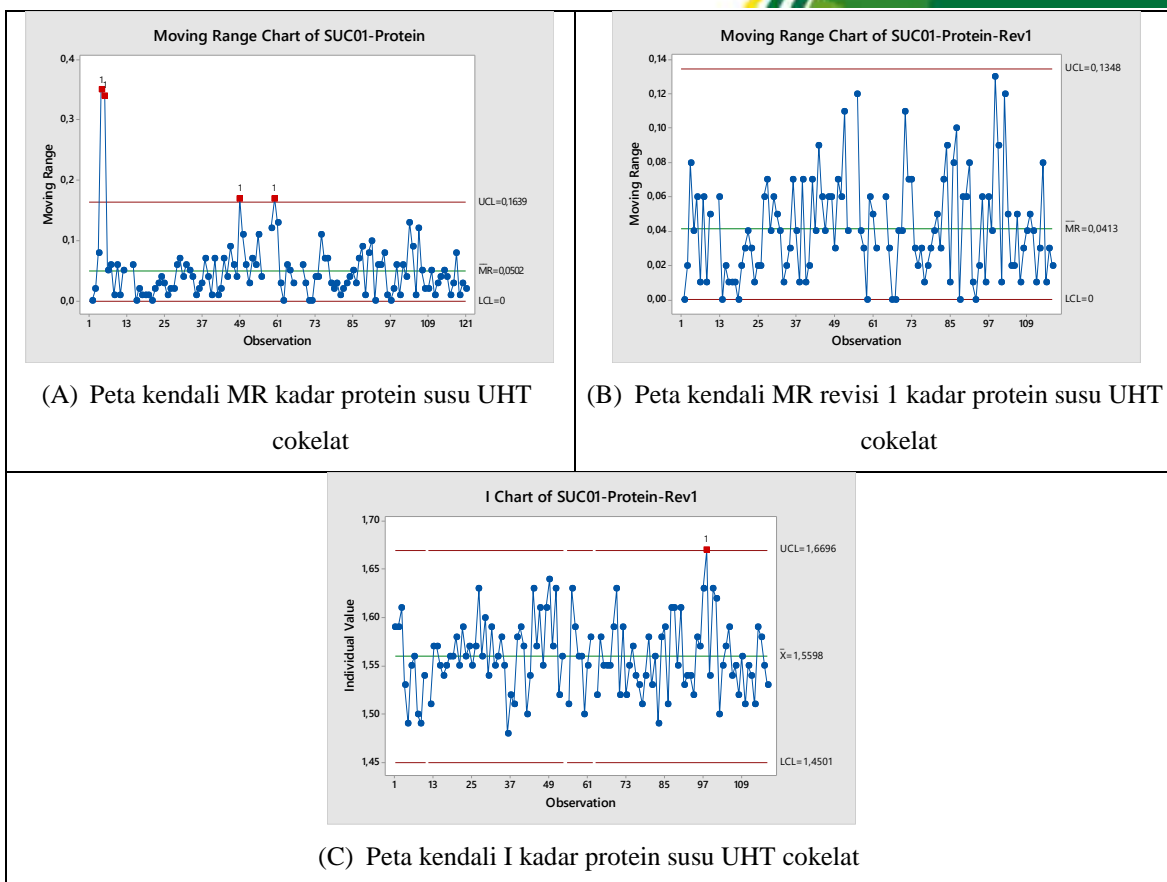 Moving Range Chart of SUC01-Protein
0,4
0,3
0,2
0,1
0,0
Moving Range
1
1
1
1
UCL=0,1639
MR=0,0502
LCL=0
1 13 25 37 49 61 73 85 97 109 121
Observation
(A) Peta kendali MR kadar protein susu UHT
cokelat
Moving Range Chart of SUC01-Protein-Rev1
0,14
0,12
0,10
0,08
0,06
0,04
0,02
0,00
Moving Range
UCL=0,1348
MR=0,0413
LCL=0
1 13 25 37 49 61 73 85 97 109
Observation
(B) Peta kendali MR revisi 1 kadar protein susu UHT
cokelat
I Chart of SUC01-Protein-Rev1
1,70
1,65
1,60
1,55
1,50
1,45
Individual Value
1
UCL=1,6696
X̄=1,5598
LCL=1,4501
1 13 25 37 49 61 73 85 97 109
Observation
(C) Peta kendali I kadar protein susu UHT cokelat